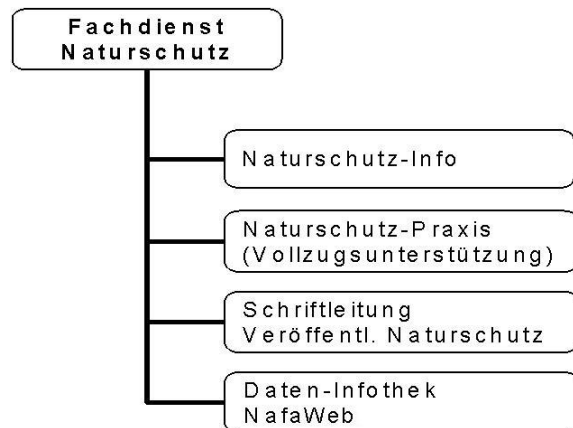 Fachdienst
Naturschutz
Naturschutz-Info
Naturschutz-Praxis
(Vollzugsunterstützung)
Schriftleitung
Veröffentl. Naturschutz
Daten-Infothek
NafaWeb